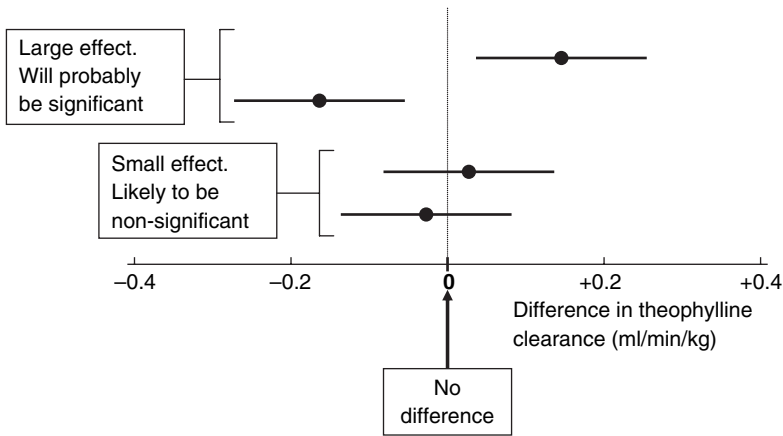 Large effect.
Will probably
be significant
Small effect.
Likely to be
non-significant
–0.4
–0.2
0
+0.2
+0.4
Difference in theophylline
clearance (ml/min/kg)
No
difference